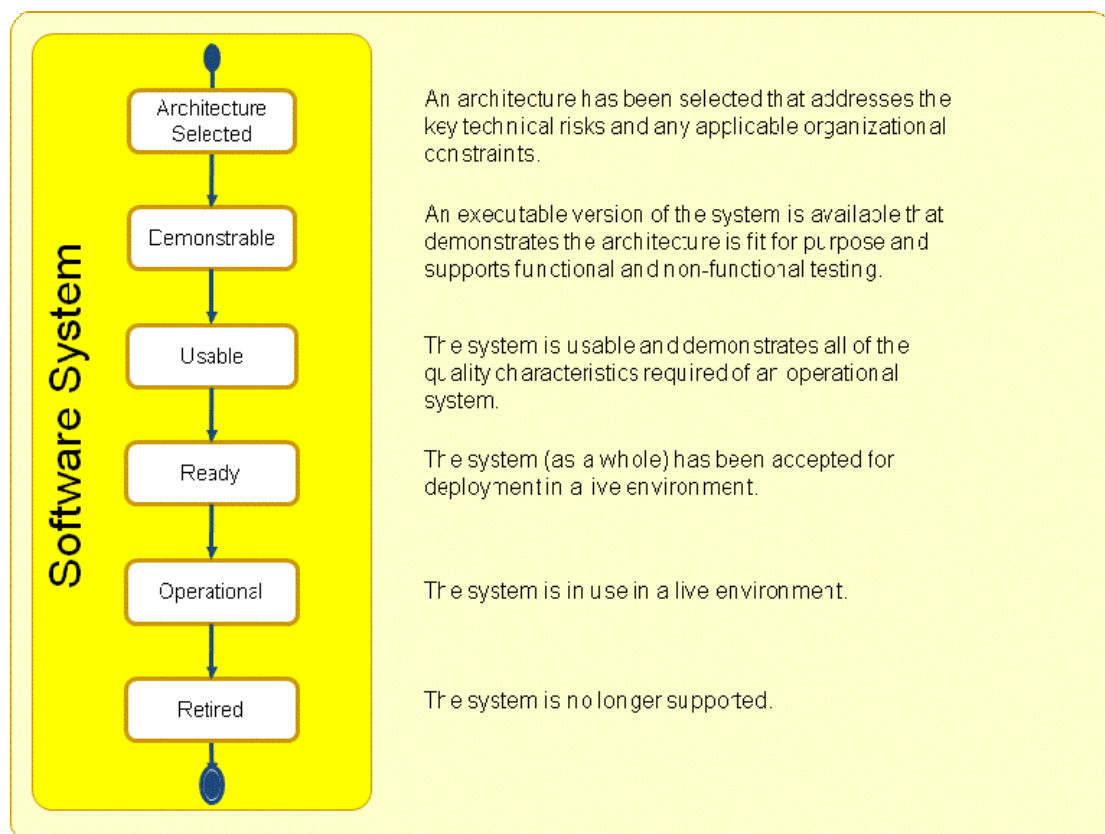 Software System
Architecture
Selected
An architecture has been selected that addresses the
key technical risks and any applicable organizational
constraints.
Demonstrable
An executable version of the system is available that
demonstrates the architecture is fit for purpose and
supports functional and non-functional testing.
Usable
The system is usable and demonstrates all of the
quality characteristics required of an operational
system.
Ready
The system (as a whole) has been accepted for
deployment in a live environment.
Operational
The system is in use in a live environment.
Retired
The system is no longer supported.